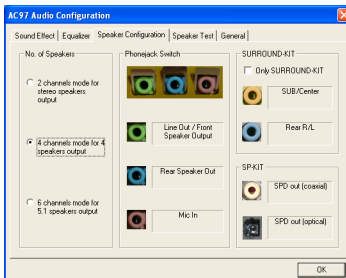 AC97 Audio Configuration
Sound Effect
Equalizer
Speaker Configuration
Speaker Test
General
No. of Speakers
2 channels mode for
stereo speakers
output
4 channels mode for 4
speakers output
6 channels mode for
5.1 speakers output
Phonejack Switch
Line Out / Front
Speaker Output
Rear Speaker Out
Mic In
SURROUND-KIT
Only SURROUND-KIT
SUB/Center
Rear R/L
SP-KIT
SPD out (coaxial)
SPD out (optical)
OK